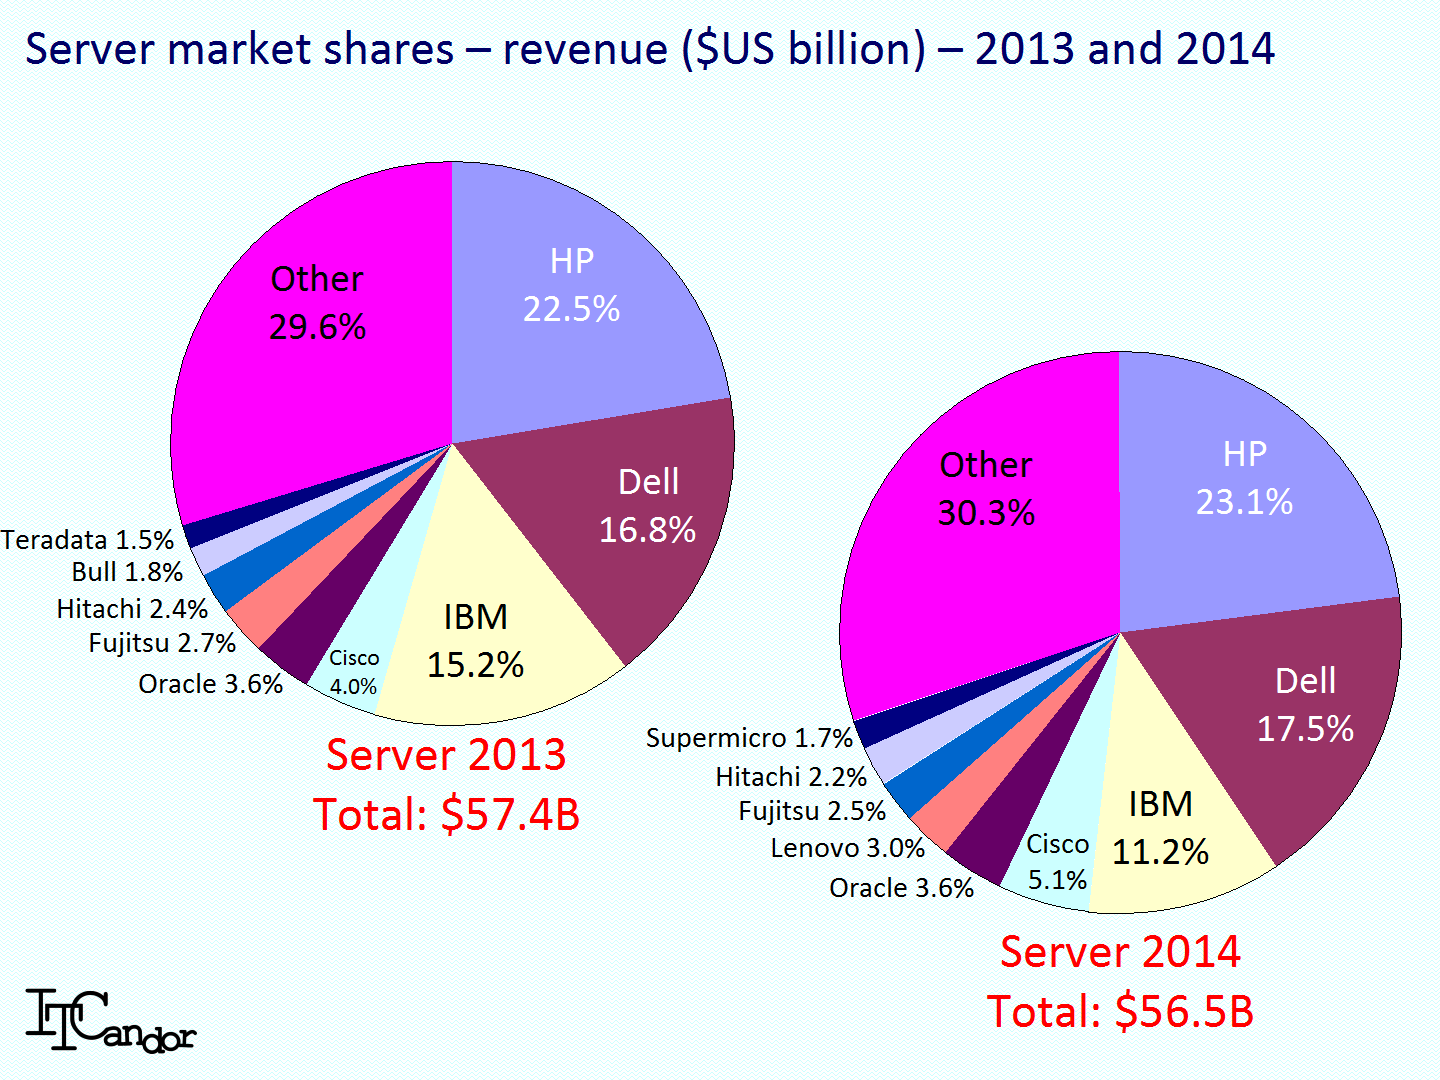 Server market shares – revenue ($US billion) – 2013 and 2014
Other
29.6%
HP
22.5%
Dell
16.8%
IBM
15.2%
Cisco
4.0%
Oracle 3.6%
Fujitsu 2.7%
Hitachi 2.4%
Bull 1.8%
Teradata 1.5%
Server 2013
Total: $57.4B
Other
30.3%
HP
23.1%
Dell
17.5%
IBM
11.2%
Cisco
5.1%
Oracle 3.6%
Lenovo 3.0%
Fujitsu 2.5%
Hitachi 2.2%
Supermicro 1.7%
Server 2014
Total: $56.5B
ITCandor